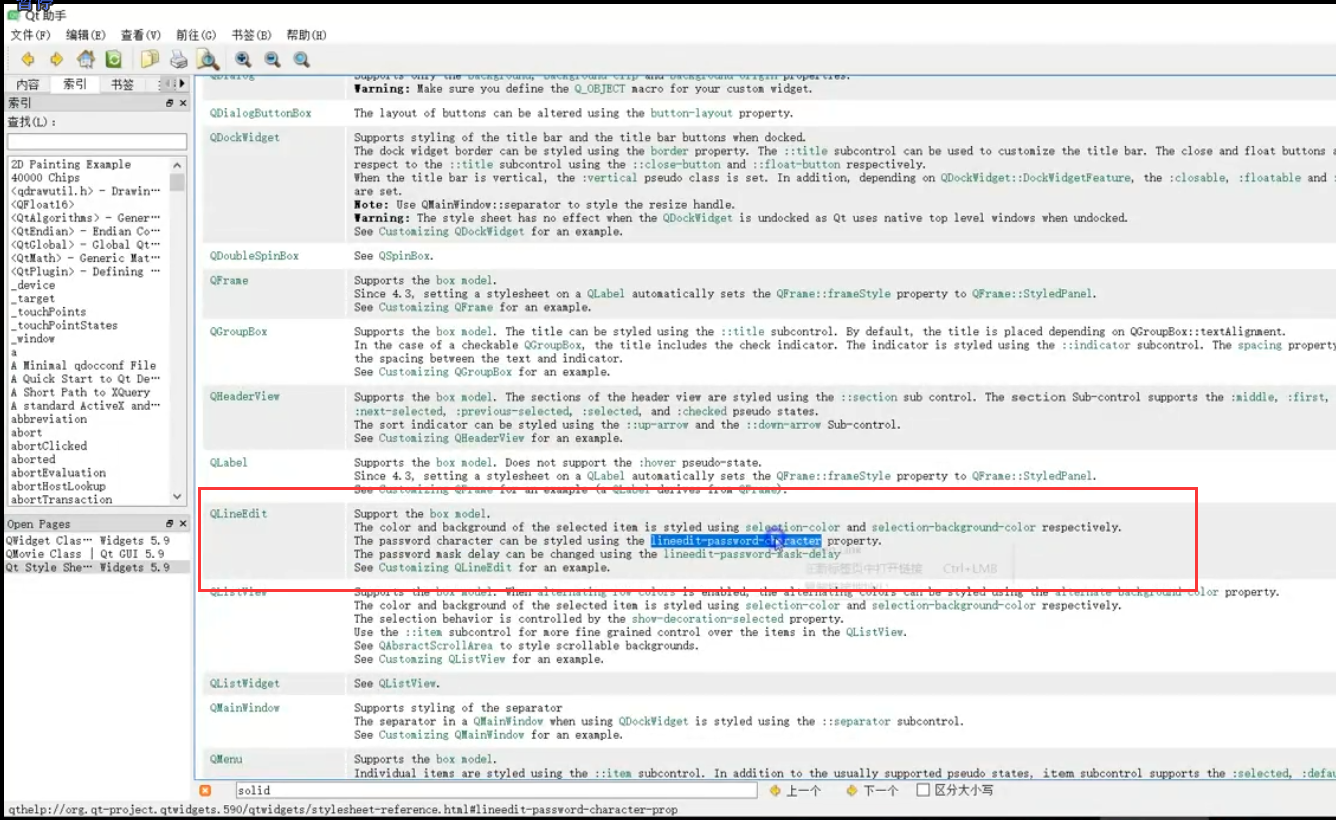 暂停
Qt 助手
文件(F) 编辑(E) 查看(V) 前往(G) 书签(B) 帮助(H)
内容 索引 书签
索引
查找(L):
2D Painting Example
40000 Chips
<qdrawutil.h> - Drawin…
<QFloat16>
<QtAlgorithms> - Gener…
<QtEndian> - Endian Co…
<QtGlobal> - Global Qt…
<QtMath> - Generic Mat…
<QtPlugin> - Defining …
_device
_target
_touchPoints
_touchPointStates
_window
a
A Minimal qdocconf File
A Quick Start to Qt De…
A Short Path to XQuery
A standard ActiveX and…
abbreviation
abort
abortClicked
aborted
abortEvaluation
abortHostLookup
abortTransaction
Open Pages
QWidget Clas… Widgets 5.9
QMovie Class | Qt GUI 5.9
Qt Style She… Widgets 5.9
QDialog Supports only the background, background-clip and background-origin properties.
Warning: Make sure you define the Q_OBJECT macro for your custom widget.
QDialogButtonBox The layout of buttons can be altered using the button-layout property.
QDockWidget Supports styling of the title bar and the title bar buttons when docked.
The dock widget border can be styled using the border property. The ::title subcontrol can be used to customize the title bar. The close and float buttons a
respect to the ::title subcontrol using the ::close-button and ::float-button respectively.
When the title bar is vertical, the :vertical pseudo class is set. In addition, depending on QDockWidget::DockWidgetFeature, the :closable, :floatable and :
are set.
Note: Use QMainWindow::separator to style the resize handle.
Warning: The style sheet has no effect when the QDockWidget is undocked as Qt uses native top level windows when undocked.
See Customizing QDockWidget for an example.
QDoubleSpinBox See QSpinBox.
QFrame Supports the box model.
Since 4.3, setting a stylesheet on a QLabel automatically sets the QFrame::frameStyle property to QFrame::StyledPanel.
See Customizing QFrame for an example.
QGroupBox Supports the box model. The title can be styled using the ::title subcontrol. By default, the title is placed depending on QGroupBox::textAlignment.
In the case of a checkable QGroupBox, the title includes the check indicator. The indicator is styled using the ::indicator subcontrol. The spacing property
the spacing between the text and indicator.
See Customizing QGroupBox for an example.
QHeaderView Supports the box model. The sections of the header view are styled using the ::section sub control. The section Sub-control supports the :middle, :first,
:next-selected, :previous-selected, :selected, and :checked pseudo states.
The sort indicator can be styled using the ::up-arrow and the ::down-arrow Sub-control.
See Customizing QHeaderView for an example.
QLabel Supports the box model. Does not support the :hover pseudo-state.
Since 4.3, setting a stylesheet on a QLabel automatically sets the QFrame::frameStyle property to QFrame::StyledPanel.
See Customizing QFrame for an example (a QLabel derives from QFrame).
QLineEdit Support the box model.
The color and background of the selected item is styled using selection-color and selection-background-color respectively.
The password character can be styled using the lineedit-password-character property.
The password mask delay can be changed using the lineedit-password-mask-delay
See Customizing QLineEdit for an example. 在新标签页中打开链接 Ctrl+LMB
QListView Supports the box model. When alternating row colors is enabled, the alternating colors can be styled using the alternate-background-color property.
The color and background of the selected item is styled using selection-color and selection-background-color respectively.
The selection behavior is controlled by the show-decoration-selected property.
Use the ::item subcontrol for more fine grained control over the items in the QListView.
See QAbsractScrollArea to style scrollable backgrounds.
See Customzing QListView for an example.
QListWidget See QListView.
QMainWindow Supports styling of the separator
The separator in a QMainWindow when using QDockWidget is styled using the ::separator subcontrol.
See Customizing QMainWindow for an example.
QMenu Supports the box model.
Individual items are styled using the ::item subcontrol. In addition to the usually supported pseudo states, item subcontrol supports the :selected, :defau
solid 上一个 下一个 区分大小写
qthelp://org.qt-project.qtwidgets.590/qtwidgets/stylesheet-reference.html#lineedit-password-character-prop